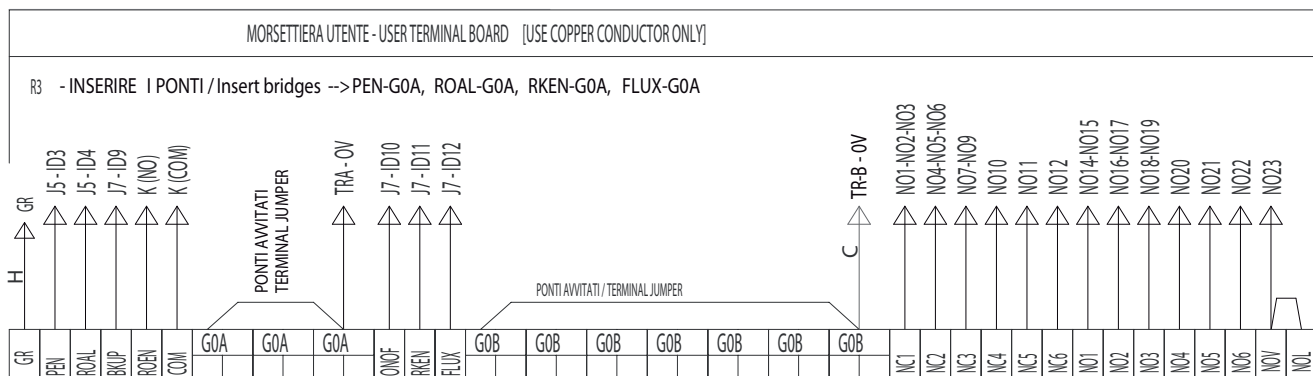 MORSETTIERA UTENTE - USER TERMINAL BOARD [USE COPPER CONDUCTOR ONLY]
R3 - INSERIRE I PONTI / Insert bridges -->PEN-G0A, ROAL-G0A, RKEN-G0A, FLUX-G0A
GR
J5 - ID3
J5 - ID4
J7 - ID9
K (NO)
K (COM)
PONTI AVVITATI
TERMINAL JUMPER
TRA - 0V
J7 - ID10
J7 - ID11
J7 - ID12
TR-B - 0V
NO1-NO2-NO3
NO4-NO5-NO6
NO7-NO9
NO10
NO11
NO12
NO14-NO15
NO16-NO17
NO18-NO19
NO20
NO21
NO22
NO23
H
C
PONTI AVVITATI / TERMINAL JUMPER
GR
PEN
ROAL
BKUP
ROEN
COM
G0A
G0A
G0A
ONOF
RKEN
FLUX
G0B
G0B
G0B
G0B
G0B
G0B
G0B
NC1
NC2
NC3
NC4
NC5
NC6
NO1
NO2
NO3
NO4
NO5
NO6
NOV
NOL